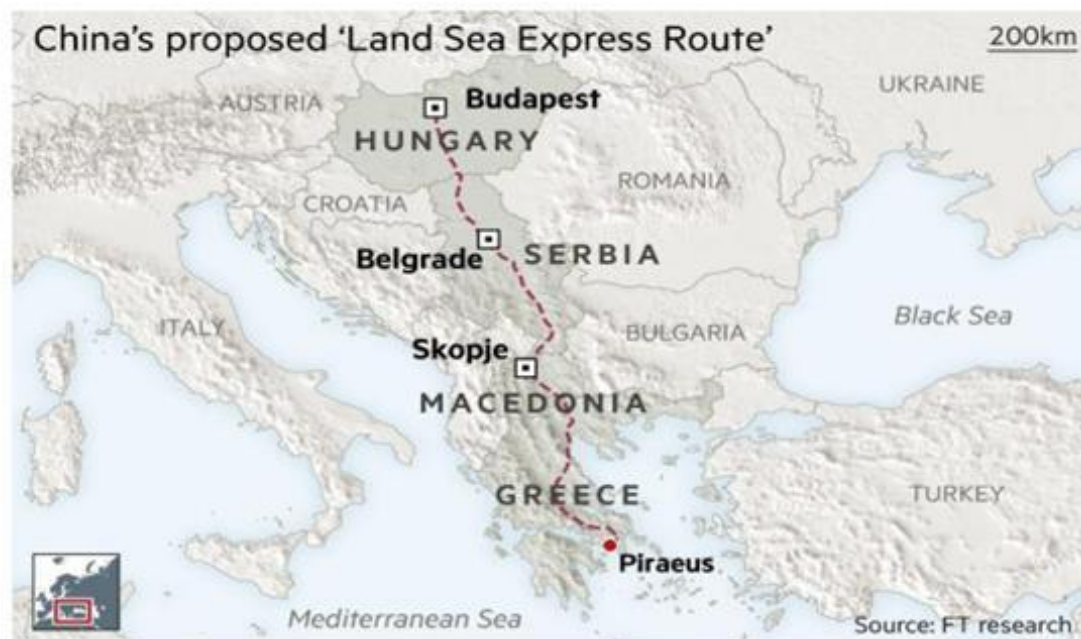 China's proposed ‘Land Sea Express Route’
200km
UKRAINE
AUSTRIA
Budapest
HUNGARY
ROMANIA
CROATIA
Belgrade
SERBIA
ITALY
BULGARIA
Black Sea
Skopje
MACEDONIA
GREECE
TURKEY
Piraeus
Mediterranean Sea
Source: FT research